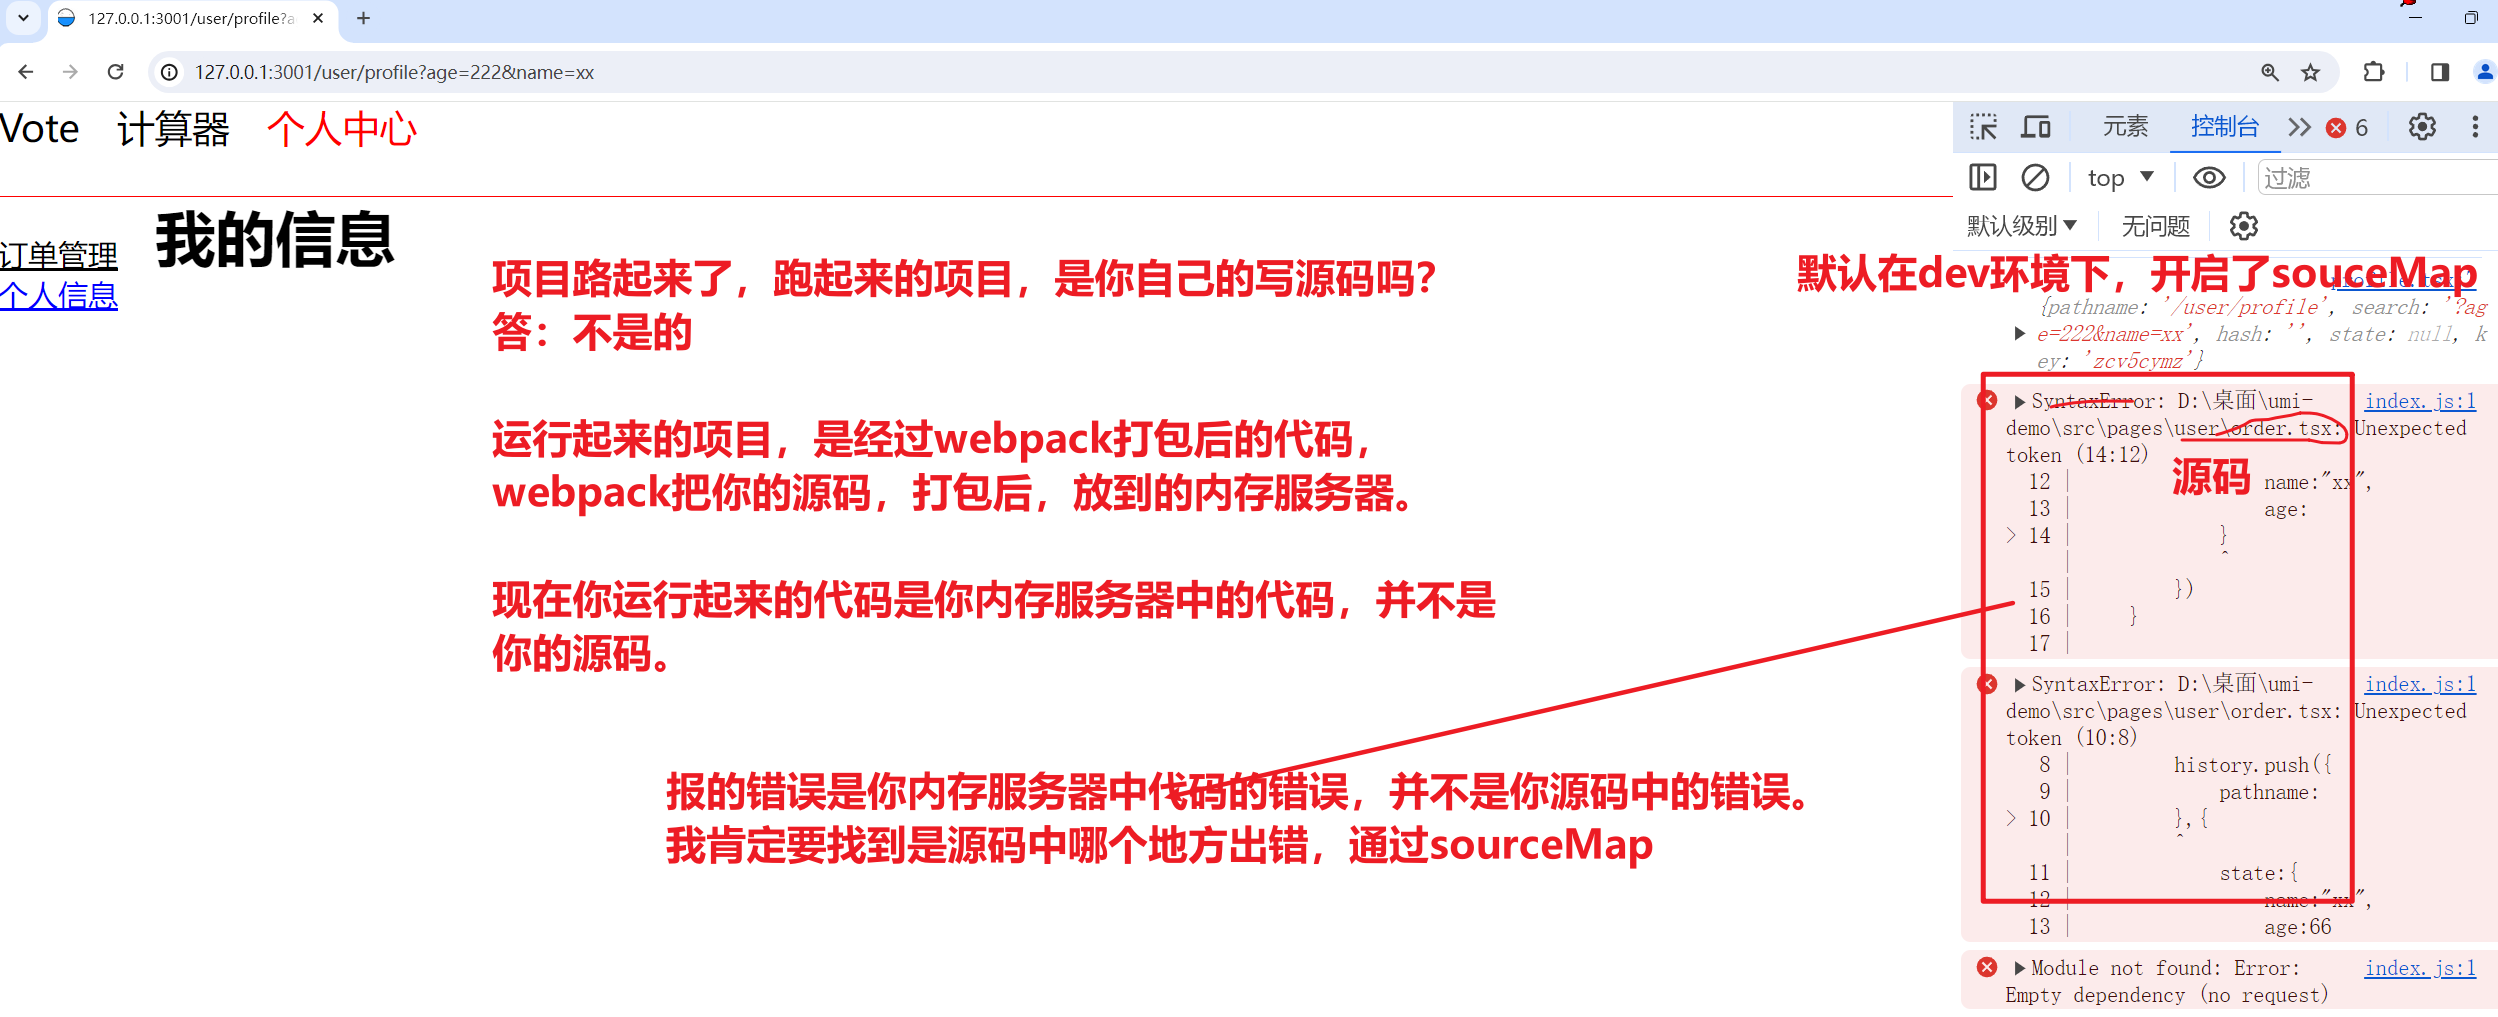 127.0.0.1:3001/user/profile?a
127.0.0.1:3001/user/profile?age=222&name=xx
Vote 计算器 个人中心
订单管理
个人信息
我的信息
项目路起来了，跑起来的项目，是你自己的写源码吗？
答：不是的
运行起来的项目，是经过webpack打包后的代码，
webpack把你的源码，打包后，放到的内存服务器。
现在你运行起来的代码是你内存服务器中的代码，并不是
你的源码。
报的错误是你内存服务器中代码的错误，并不是你源码中的错误。
我肯定要找到是源码中哪个地方出错，通过sourceMap
元素 控制台 6
top 过滤
默认级别 无问题
默认在dev环境下，开启了souceMap
{pathname: '/user/profile', search: '?ag
e=222&name=xx', hash: '', state: null, k
ey: 'zcv5cymz'}
SyntaxError: D:\桌面\umi- index.js:1
demo\src\pages\user\order.tsx: Unexpected
token (14:12)
源码
12 | name:"xx",
13 | age:
> 14 | }
| ^
15 | })
16 | }
17 |
SyntaxError: D:\桌面\umi- index.js:1
demo\src\pages\user\order.tsx: Unexpected
token (10:8)
8 | history.push({
9 | pathname:
> 10 | },{
| ^
11 | state:{
12 | name:"xx",
13 | age:66
Module not found: Error: index.js:1
Empty dependency (no request)